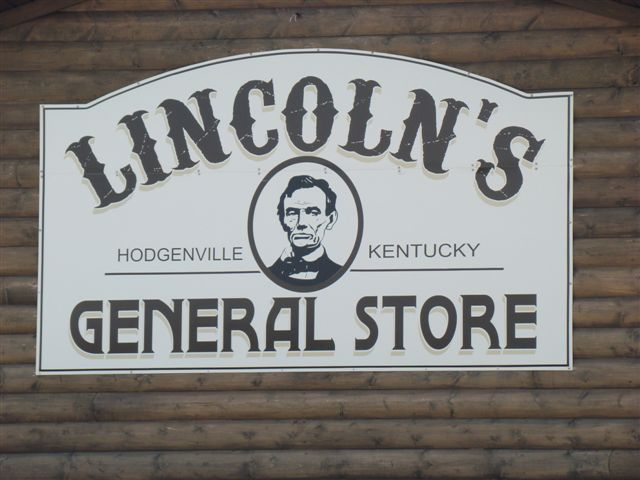 LINCOLN'S
HODGENVILLE KENTUCKY
GENERAL STORE